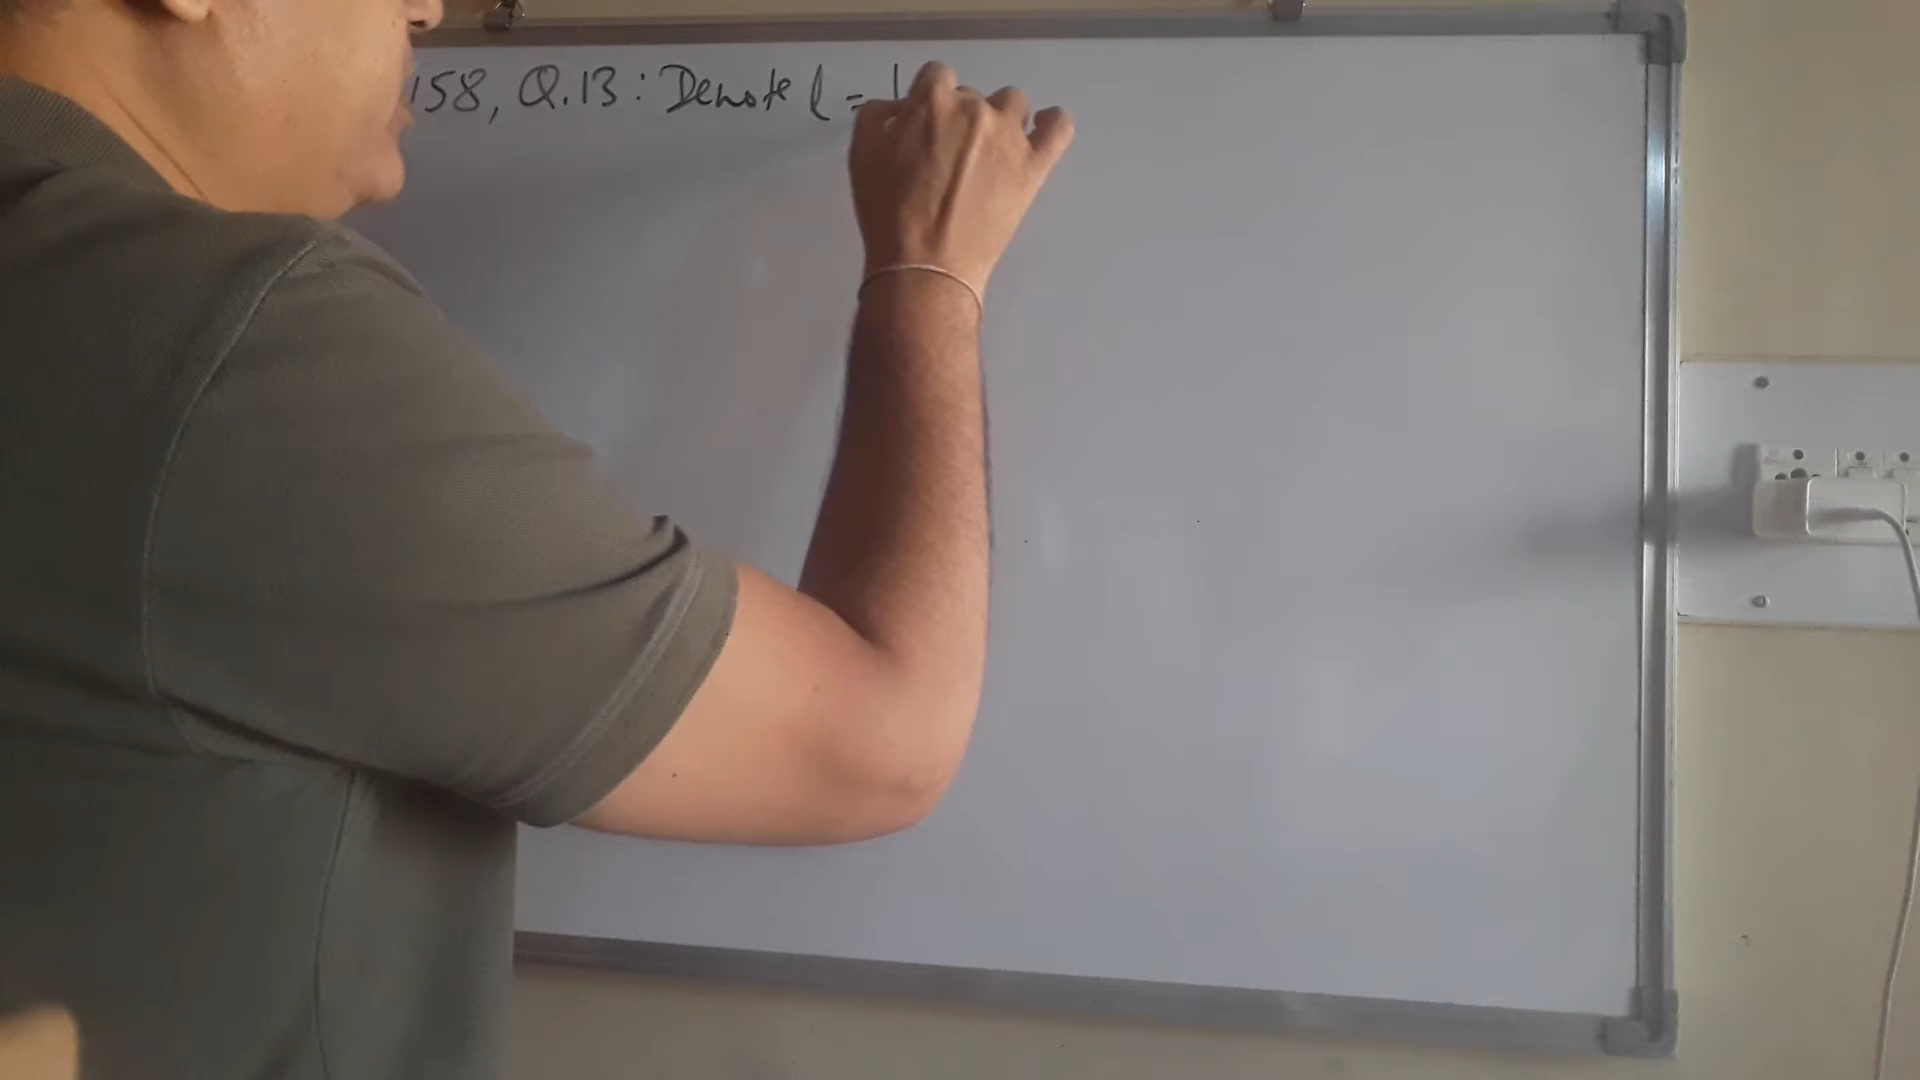 158, Q.13: Denote l =